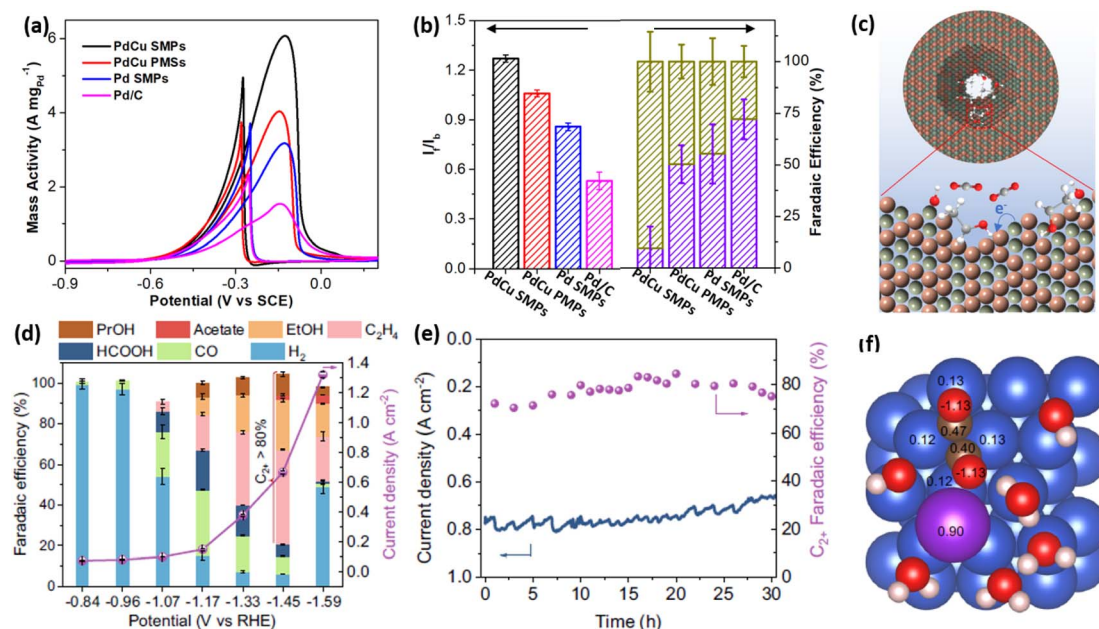 (a)
PdCu SMPs
PdCu PMSs
Pd SMPs
Pd/C
Mass Activity (A mg_Pd⁻¹)
6
4
2
0
-0.9
-0.6
-0.3
0.0
Potential (V vs SCE)
(b)
I_f/I_b
1.5
1.2
0.9
0.6
0.3
0.0
PdCu SMPs
PdCu PMPs
Pd SMPs
Pd/C
PdCu SMPs
PdCu PMPs
Pd SMPs
Pd/C
100
75
50
25
0
Faradaic Efficiency (%)
(c)
e⁻
(d)
PrOH Acetate EtOH C₂H₄
HCOOH CO H₂
Faradaic efficiency (%)
100
80
60
40
20
0
C₂₊ > 80%
1.4
1.2
1.0
0.8
0.6
0.4
0.2
0.0
Current density (A cm⁻²)
-0.84 -0.96 -1.07 -1.17 -1.33 -1.45 -1.59
Potential (V vs RHE)
(e)
Current density (A cm⁻²)
0.0
0.2
0.4
0.6
0.8
1.0
100
80
60
40
20
0
C₂₊ Faradaic efficiency (%)
0 5 10 15 20 25 30
Time (h)
(f)
0.13
-1.13
0.47
0.12
0.13
0.40
-1.13
0.12
0.90